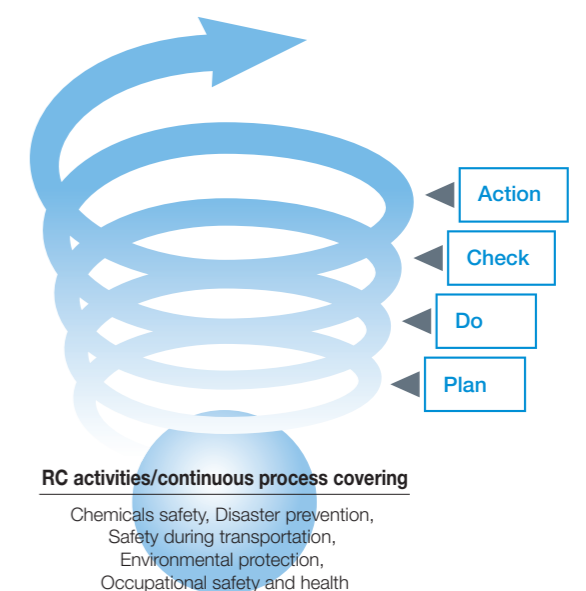 Action
Check
Do
Plan
RC activities/continuous process covering
Chemicals safety, Disaster prevention,
Safety during transportation,
Environmental protection,
Occupational safety and health